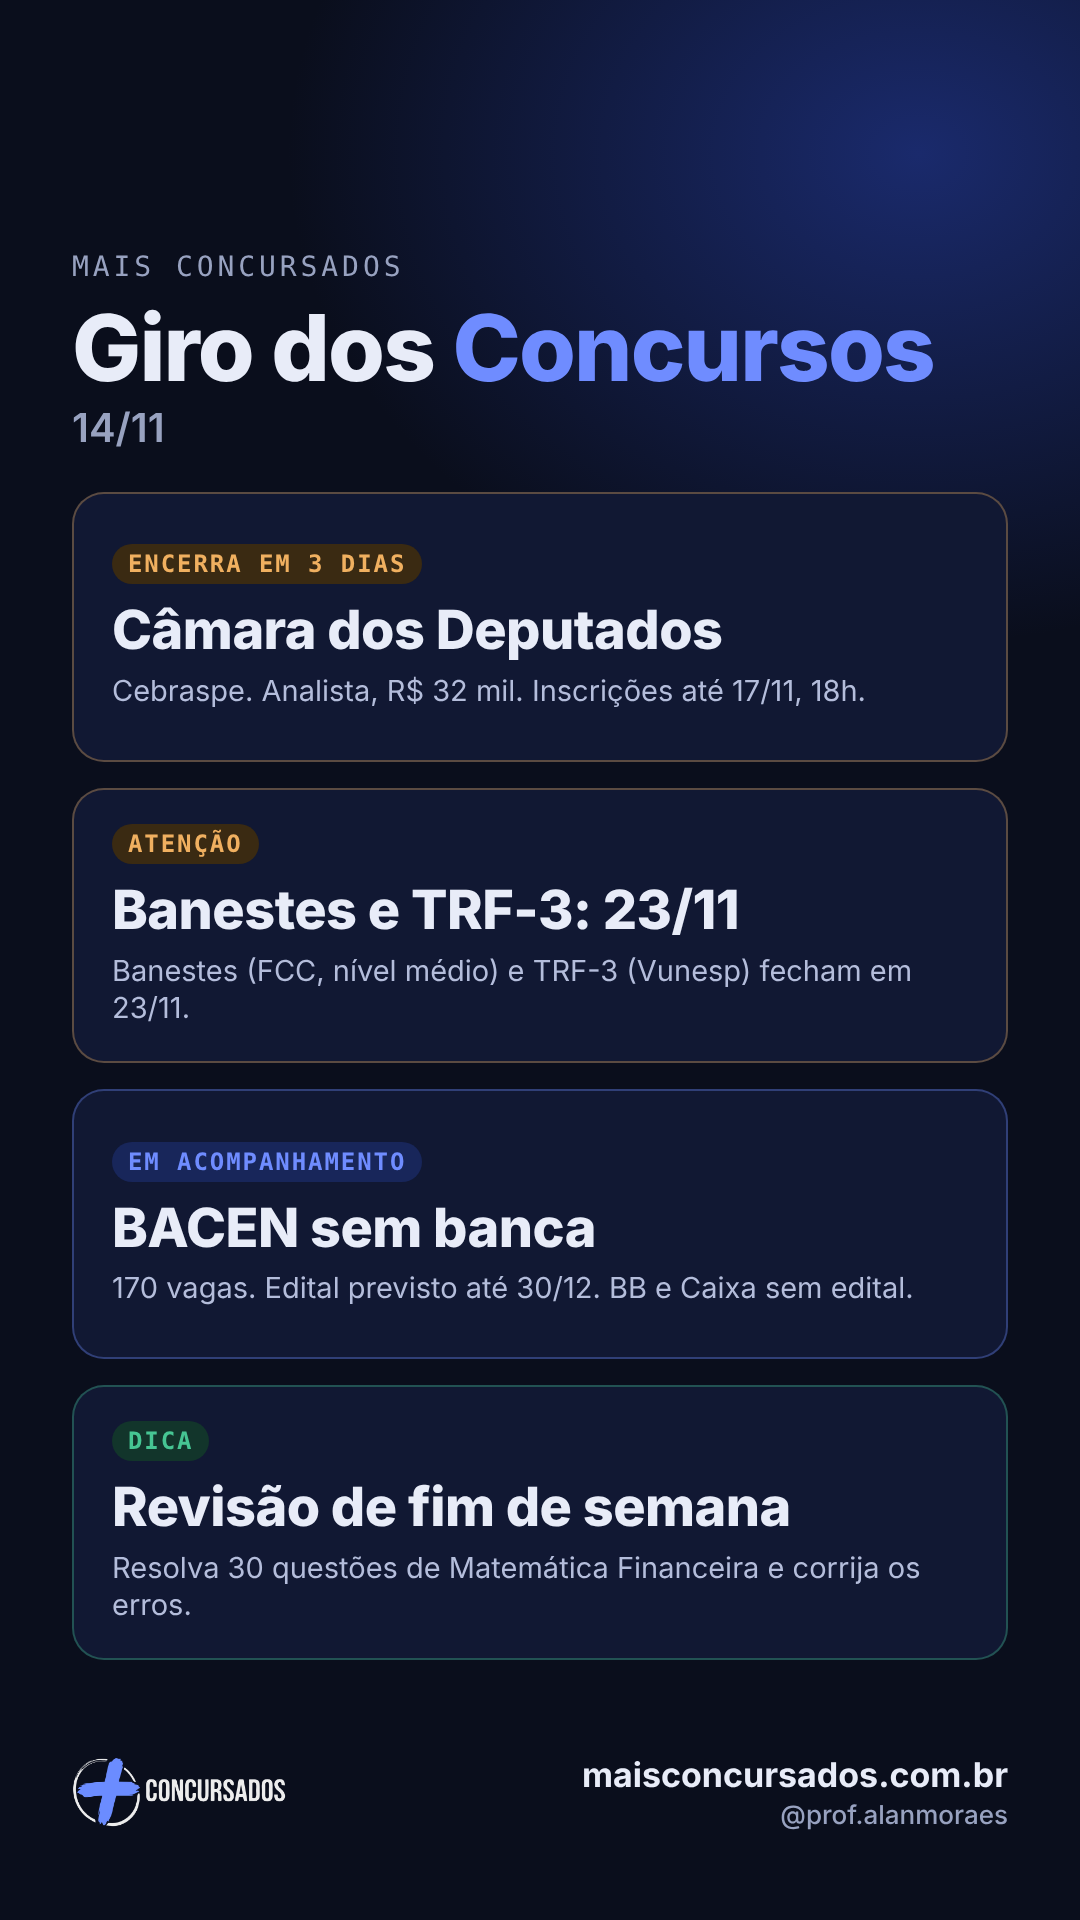 MAIS CONCURSADOS
Giro dos Concursos
14/11
ENCERRA EM 3 DIAS
Câmara dos Deputados
Cebraspe. Analista, R$ 32 mil. Inscrições até 17/11, 18h.
ATENÇÃO
Banestes e TRF-3: 23/11
Banestes (FCC, nível médio) e TRF-3 (Vunesp) fecham em
23/11.
EM ACOMPANHAMENTO
BACEN sem banca
170 vagas. Edital previsto até 30/12. BB e Caixa sem edital.
DICA
Revisão de fim de semana
Resolva 30 questões de Matemática Financeira e corrija os
erros.
CONCURSADOS
maisconcursados.com.br
@prof.alanmoraes